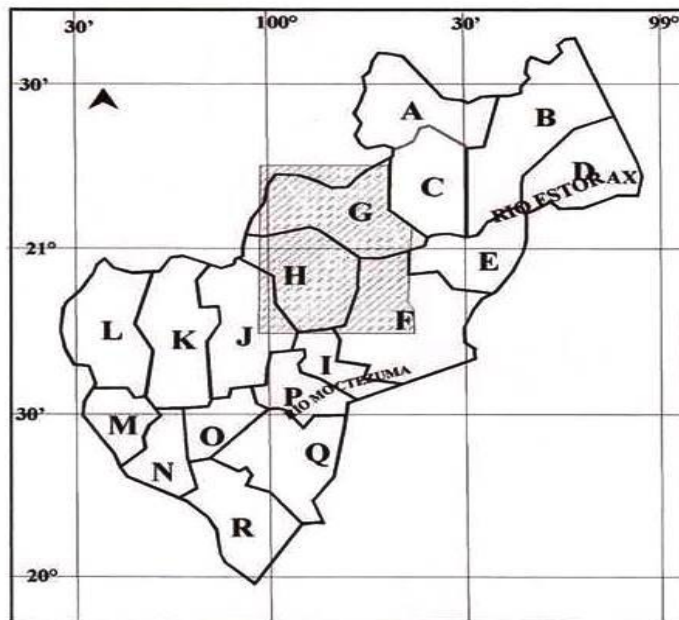 30' 100° 30' 99°
30'
A
B
D
C
RIO ESTORAX
G
21°
E
H
F
L
K
J
I
P
RIO MOCTEZUMA
30'
M
O
Q
N
R
20°